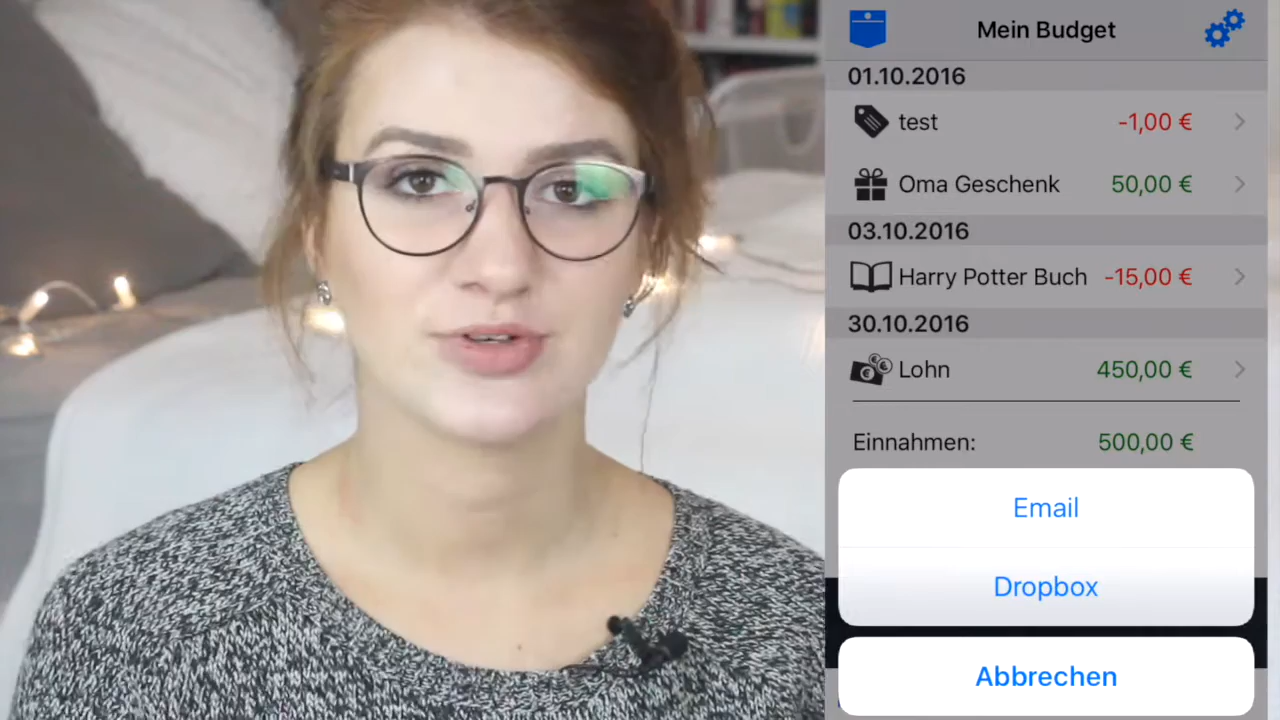 Mein Budget
01.10.2016
test -1,00 €
Oma Geschenk 50,00 €
03.10.2016
Harry Potter Buch -15,00 €
30.10.2016
Lohn 450,00 €
Einnahmen: 500,00 €
Email
Dropbox
Abbrechen